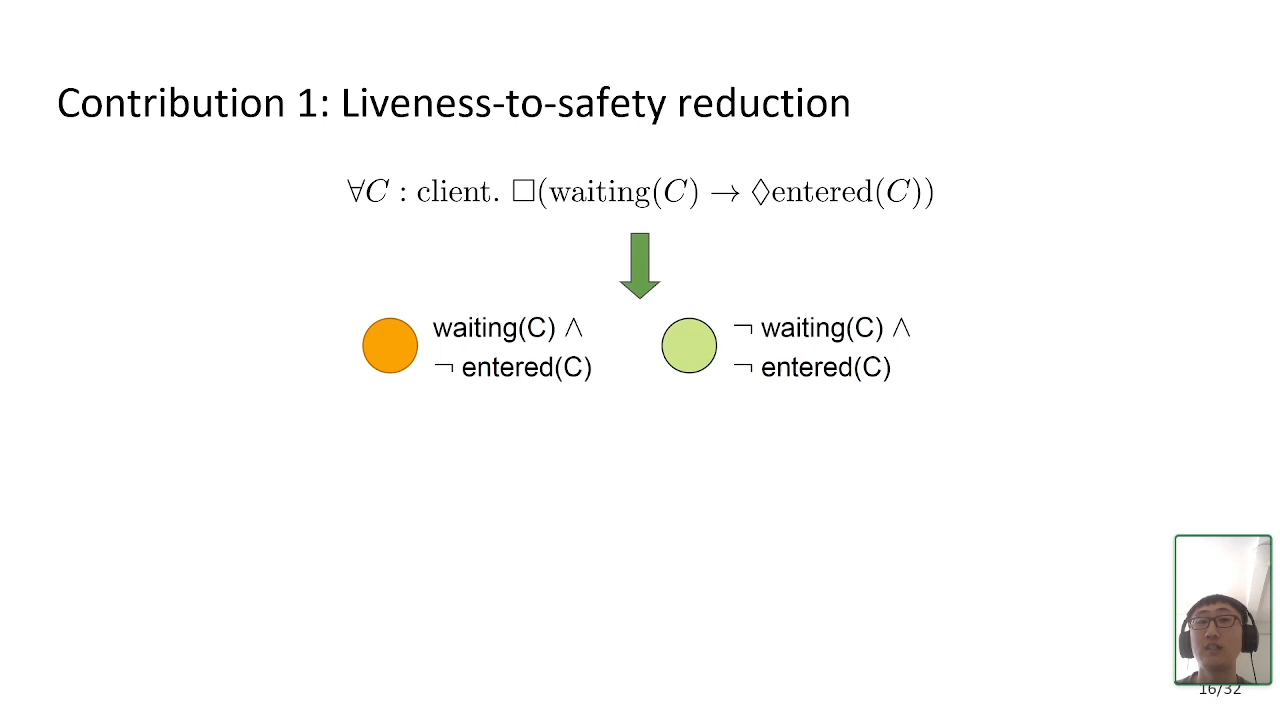 Contribution 1: Liveness-to-safety reduction
∀C : client. □(waiting(C) → ◇entered(C))
waiting(C) ∧
¬ entered(C)
¬ waiting(C) ∧
¬ entered(C)
16/32